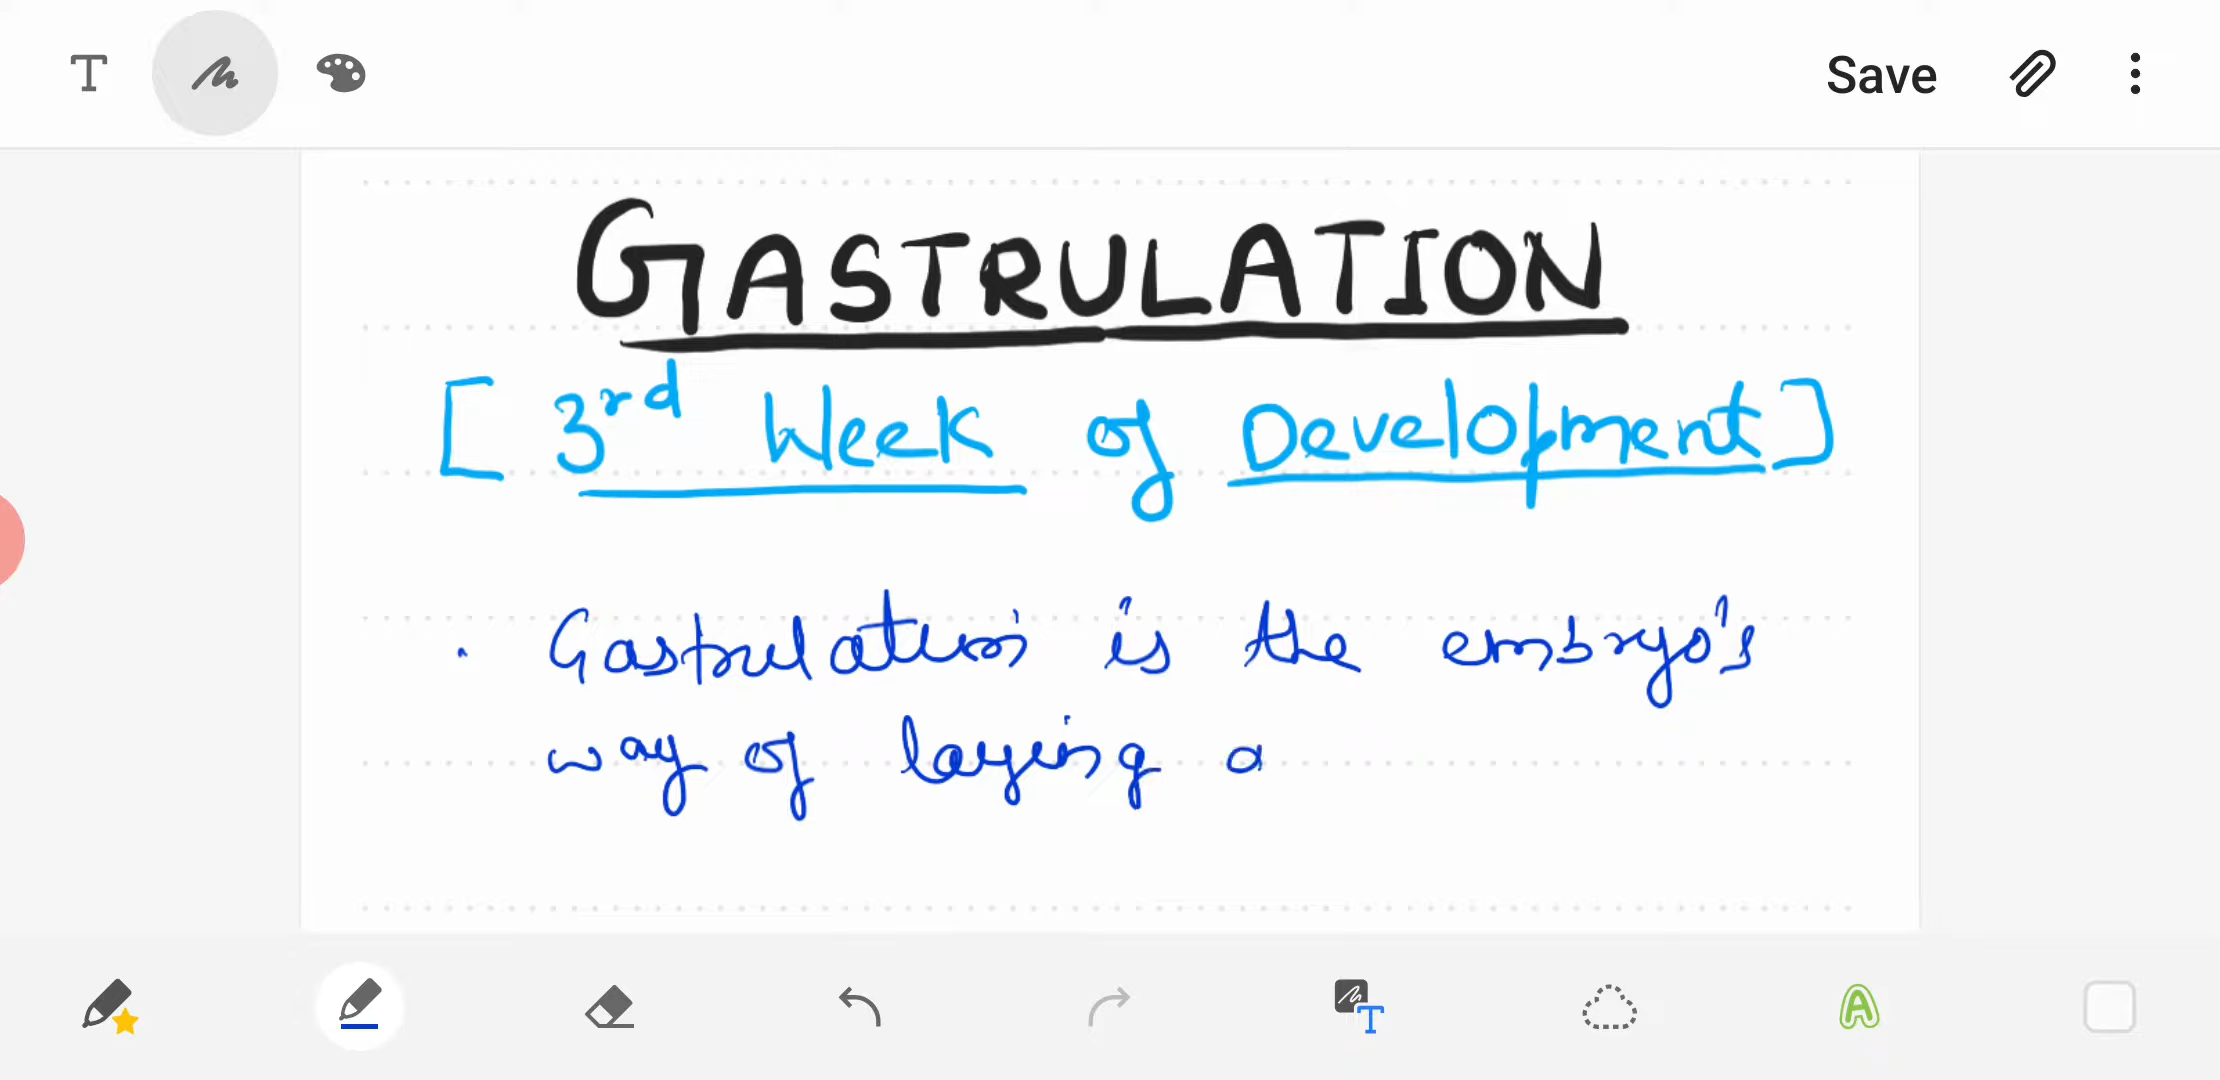 T
Save
GASTRULATION
[ 3rd Week of Development ]
· Gastrulation is the embryo's
way of laying a
T
A